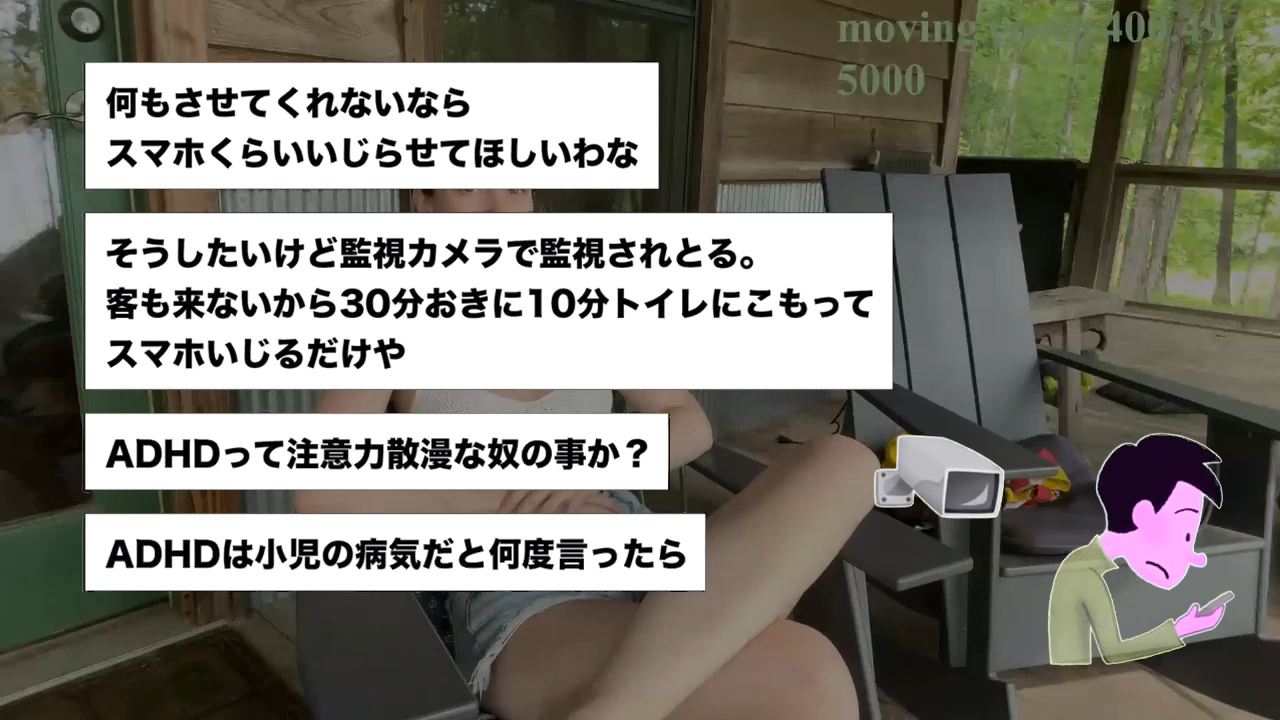 moving
5000
何もさせてくれないなら
スマホくらいいじらせてほしいわな
そうしたいけど監視カメラで監視されとる。
客も来ないから30分おきに10分トイレにこもって
スマホいじるだけや
ADHDって注意力散漫な奴の事か？
ADHDは小児の病気だと何度言ったら